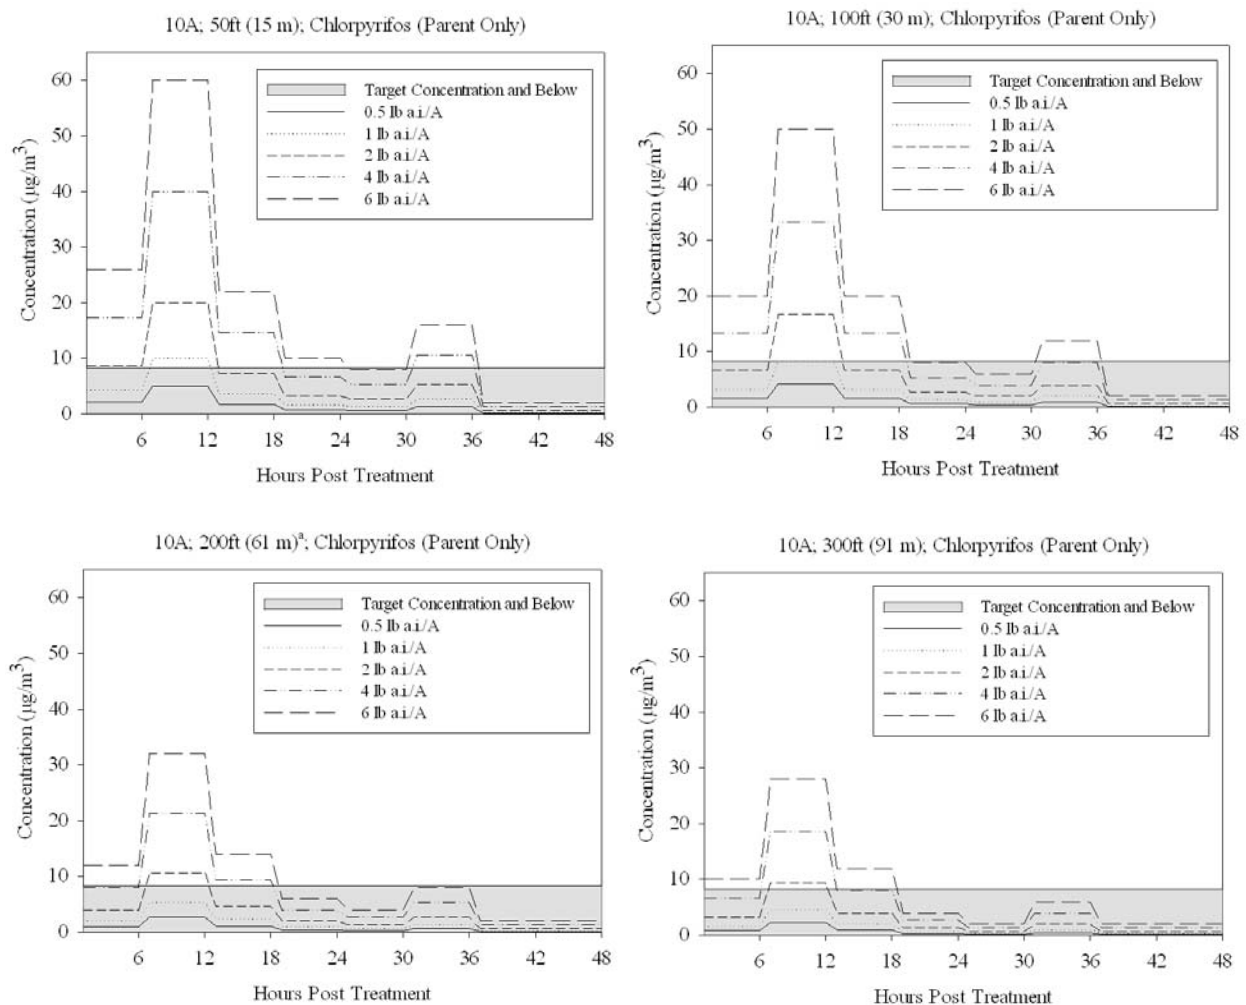 10A; 50ft (15 m); Chlorpyrifos (Parent Only)
60
50
40
30
20
10
0
Concentration (µg/m³)
Target Concentration and Below
0.5 lb a.i./A
1 lb a.i./A
2 lb a.i./A
4 lb a.i./A
6 lb a.i./A
6 12 18 24 30 36 42 48
Hours Post Treatment
10A; 100ft (30 m); Chlorpyrifos (Parent Only)
60
50
40
30
20
10
0
Concentration (µg/m³)
Target Concentration and Below
0.5 lb a.i./A
1 lb a.i./A
2 lb a.i./A
4 lb a.i./A
6 lb a.i./A
6 12 18 24 30 36 42 48
Hours Post Treatment
10A; 200ft (61 m)ᵃ; Chlorpyrifos (Parent Only)
60
50
40
30
20
10
0
Concentration (µg/m³)
Target Concentration and Below
0.5 lb a.i./A
1 lb a.i./A
2 lb a.i./A
4 lb a.i./A
6 lb a.i./A
6 12 18 24 30 36 42 48
Hours Post Treatment
10A; 300ft (91 m); Chlorpyrifos (Parent Only)
60
50
40
30
20
10
0
Concentration (µg/m³)
Target Concentration and Below
0.5 lb a.i./A
1 lb a.i./A
2 lb a.i./A
4 lb a.i./A
6 lb a.i./A
6 12 18 24 30 36 42 48
Hours Post Treatment